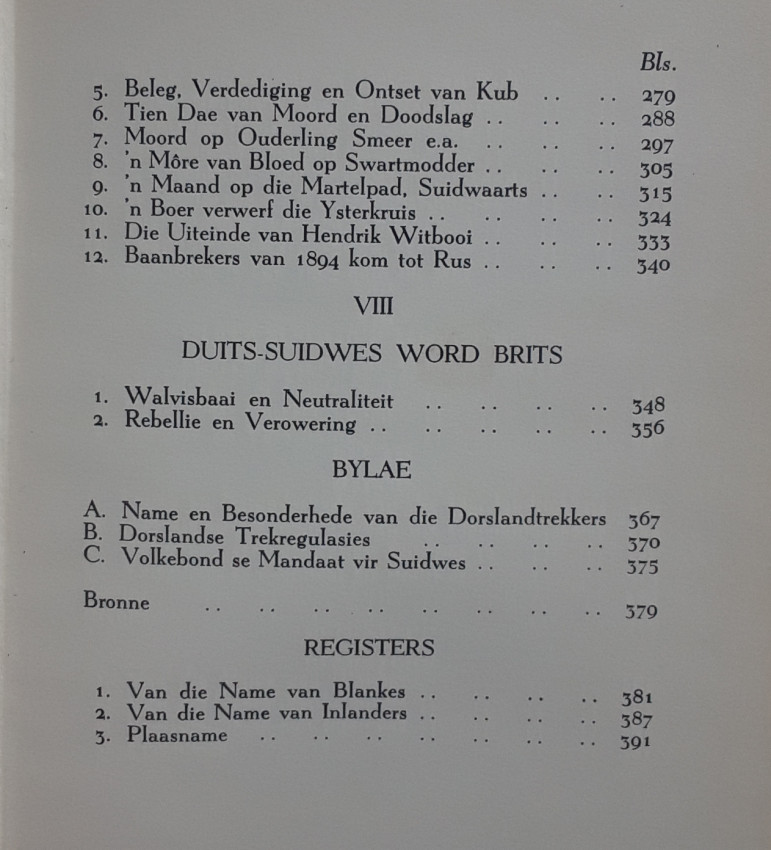 Bls.
5. Beleg, Verdediging en Ontset van Kub .. .. 279
6. Tien Dae van Moord en Doodslag .. .. .. 288
7. Moord op Ouderling Smeer e.a. .. .. .. 297
8. 'n Môre van Bloed op Swartmodder .. .. .. 305
9. 'n Maand op die Martelpad, Suidwaarts .. .. 315
10. 'n Boer verwerf die Ysterkruis .. .. .. .. 324
11. Die Uiteinde van Hendrik Witbooi .. .. .. 333
12. Baanbrekers van 1894 kom tot Rus .. .. .. 340
VIII
DUITS-SUIDWES WORD BRITS
1. Walvisbaai en Neutraliteit .. .. .. .. 348
2. Rebellie en Verowering .. .. .. .. .. 356
BYLAE
A. Name en Besonderhede van die Dorslandtrekkers 367
B. Dorslandse Trekregulasies .. .. .. .. 370
C. Volkebond se Mandaat vir Suidwes .. .. .. 375
Bronne .. .. .. .. .. .. .. .. 379
REGISTERS
1. Van die Name van Blankes .. .. .. .. 381
2. Van die Name van Inlanders .. .. .. .. 387
3. Plaasname .. .. .. .. .. .. .. 391